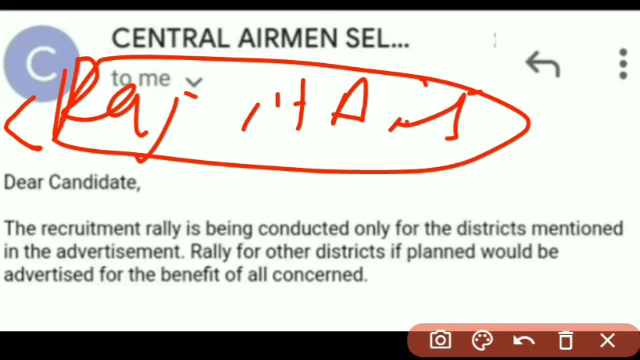 CENTRAL AIRMEN SEL...
to me
Dear Candidate,
The recruitment rally is being conducted only for the districts mentioned
in the advertisement. Rally for other districts if planned would be
advertised for the benefit of all concerned.